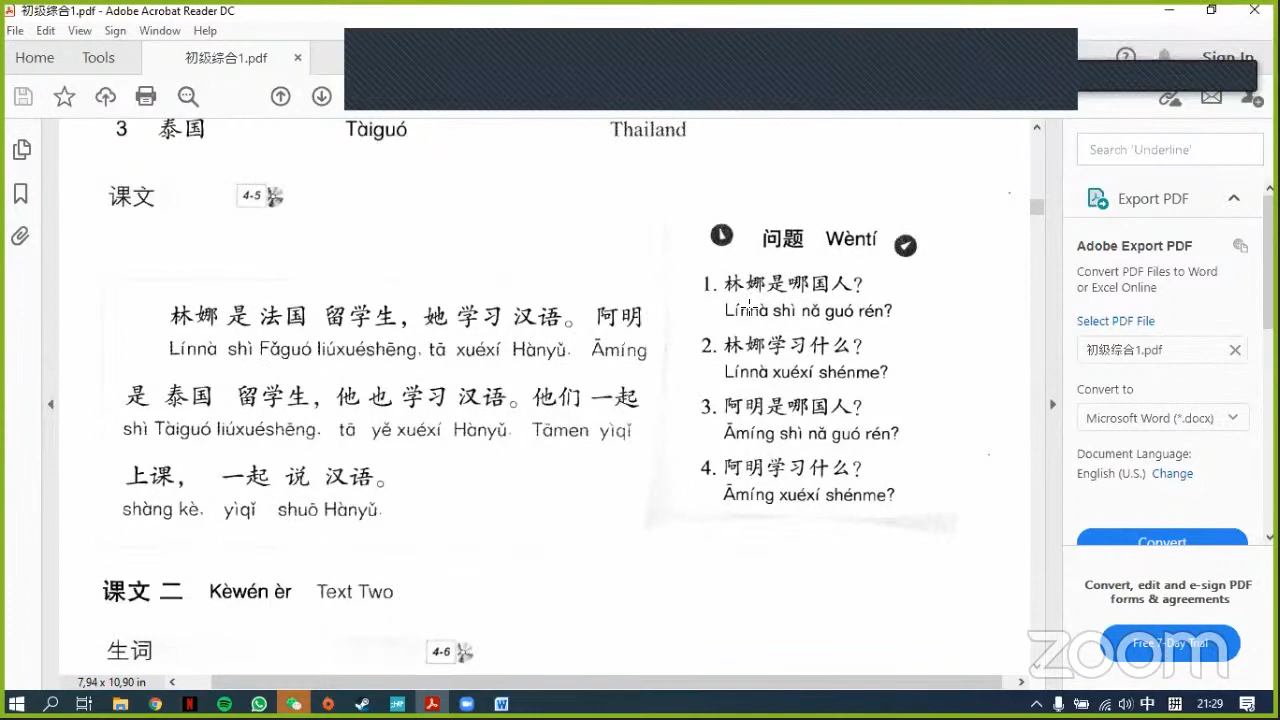 初级综合1.pdf - Adobe Acrobat Reader DC
File Edit View Sign Window Help
Home Tools 初级综合1.pdf × Sign In
3 泰国 Tàiguó Thailand
课文 4-5
林娜 是 法国 留学生, 她 学习 汉语。 阿明
Línnà shì Fǎguó liúxuéshēng, tā xuéxí Hànyǔ. Āmíng
是 泰国 留学生, 他 也 学习 汉语。他们 一起
shì Tàiguó liúxuéshēng, tā yě xuéxí Hànyǔ. Tāmen yìqǐ
上课, 一起 说 汉语。
shàng kè, yìqǐ shuō Hànyǔ.
问题 Wèntí
1. 林娜是哪国人?
Línnà shì nǎ guó rén?
2. 林娜学习什么?
Línnà xuéxí shénme?
3. 阿明是哪国人?
Āmíng shì nǎ guó rén?
4. 阿明学习什么?
Āmíng xuéxí shénme?
课文 二 Kèwén èr Text Two
生词 4-6
7,94 x 10,90 in
Search 'Underline'
Export PDF
Adobe Export PDF
Convert PDF Files to Word
or Excel Online
Select PDF File
初级综合1.pdf
Convert to
Microsoft Word (*.docx)
Document Language:
English (U.S.) Change
Convert
Convert, edit and e-sign PDF
forms & agreements
Free 7-Day Trial
zoom
中 拼 21:29